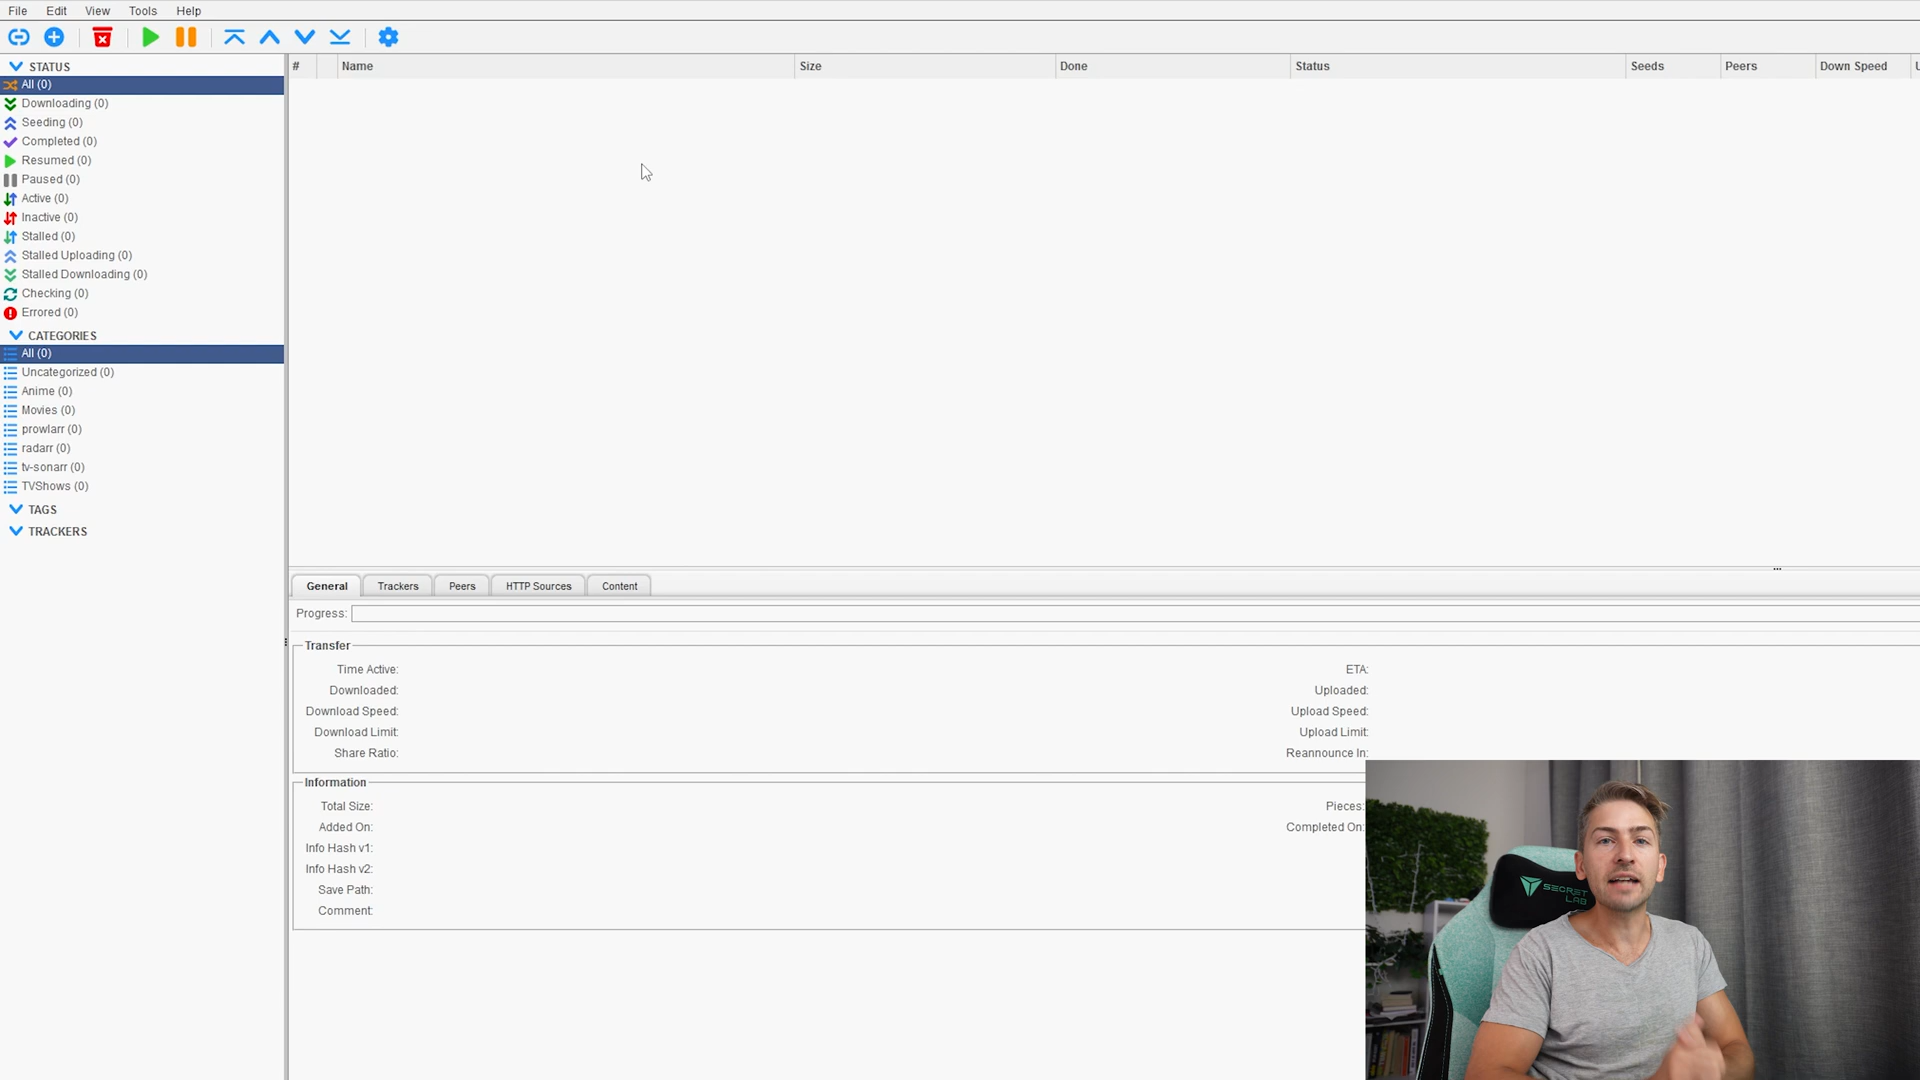 File Edit View Tools Help
# Name Size Done Status Seeds Peers Down Speed
STATUS
All (0)
Downloading (0)
Seeding (0)
Completed (0)
Resumed (0)
Paused (0)
Active (0)
Inactive (0)
Stalled (0)
Stalled Uploading (0)
Stalled Downloading (0)
Checking (0)
Errored (0)
CATEGORIES
All (0)
Uncategorized (0)
Anime (0)
Movies (0)
prowlarr (0)
radarr (0)
tv-sonarr (0)
TVShows (0)
TAGS
TRACKERS
General Trackers Peers HTTP Sources Content
Progress:
Transfer
Time Active: ETA:
Downloaded: Uploaded:
Download Speed: Upload Speed:
Download Limit: Upload Limit:
Share Ratio: Reannounce In:
Information
Total Size: Pieces:
Added On: Completed On:
Info Hash v1:
Info Hash v2:
Save Path:
Comment:
SECRET
LAB